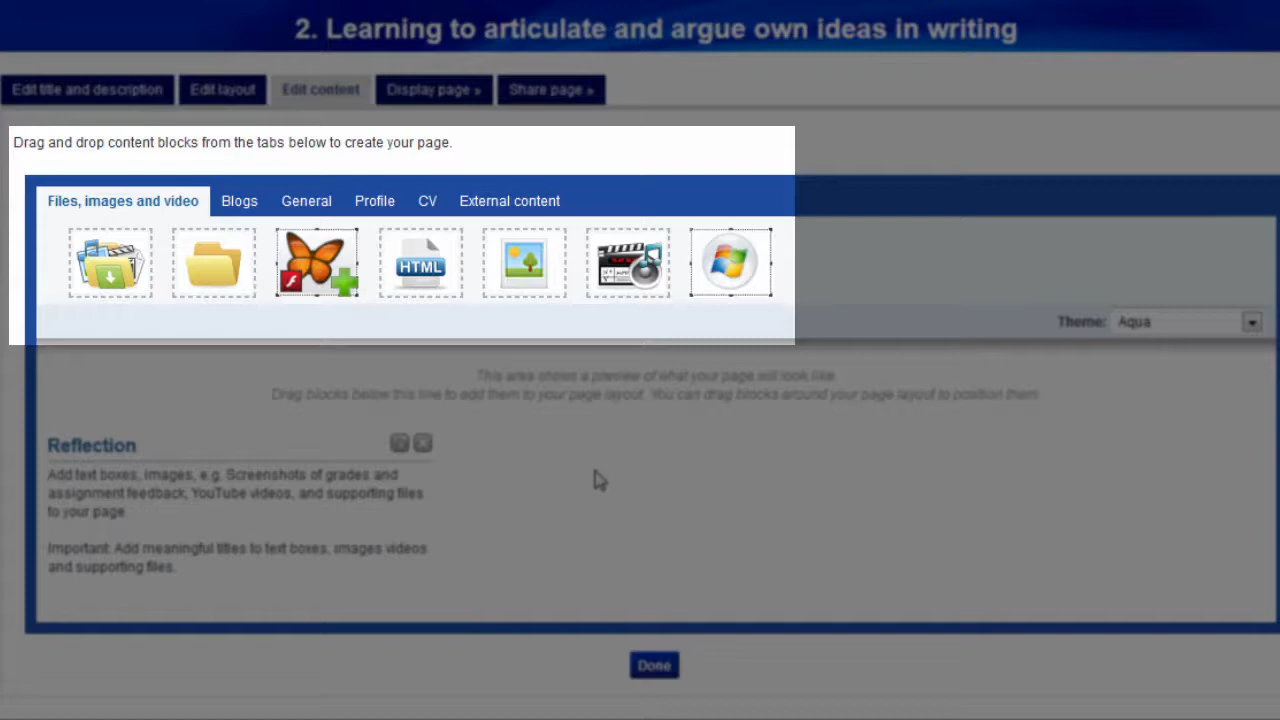 2. Learning to articulate and argue own ideas in writing
Edit title and description Edit layout Edit content Display page » Share page »
Drag and drop content blocks from the tabs below to create your page.
Files, images and video Blogs General Profile CV External content
HTML
Theme: Aqua
This area shows a preview of what your page will look like.
Drag blocks below this line to add them to your page layout. You can drag blocks around your page layout to position them.
Reflection
Add text boxes, images, e.g. Screenshots of grades and
assignment feedback, YouTube videos, and supporting files
to your page.
Important: Add meaningful titles to text boxes, images videos
and supporting files.
Done